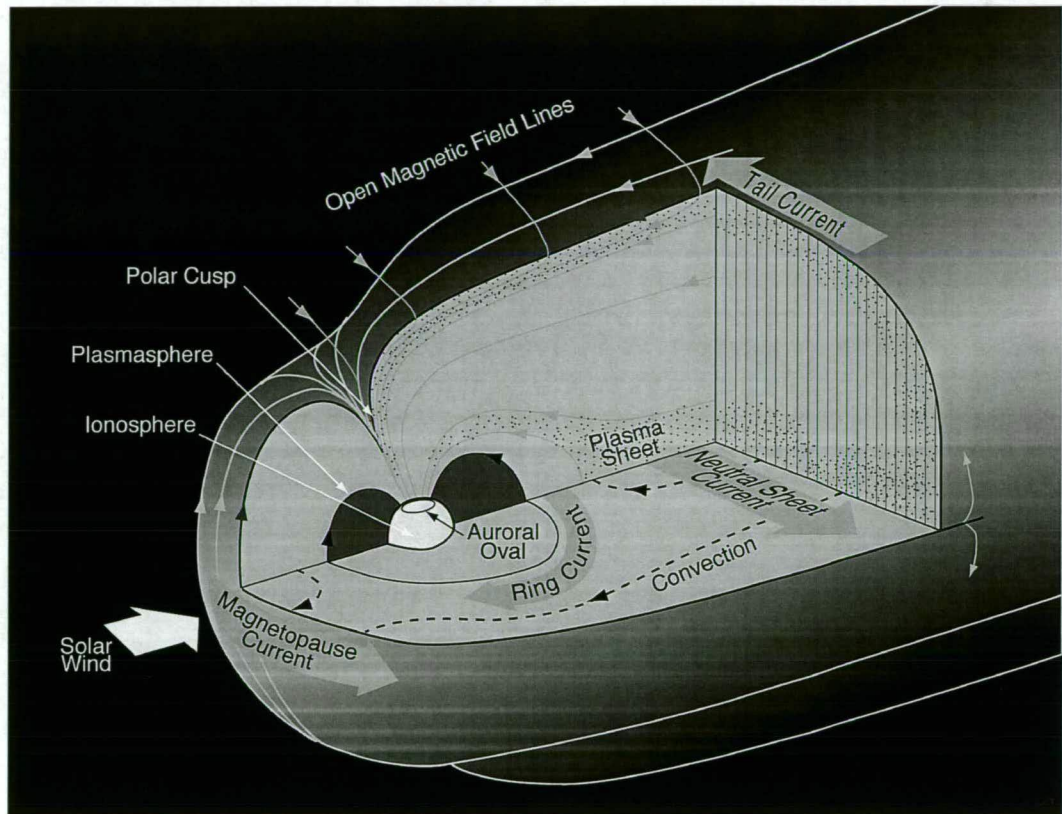 Open Magnetic Field Lines
Tail Current
Polar Cusp
Plasmasphere
Ionosphere
Plasma
Sheet
Neutral Sheet
Current
Auroral
Oval
Ring Current
Convection
Magnetopause
Current
Solar
Wind